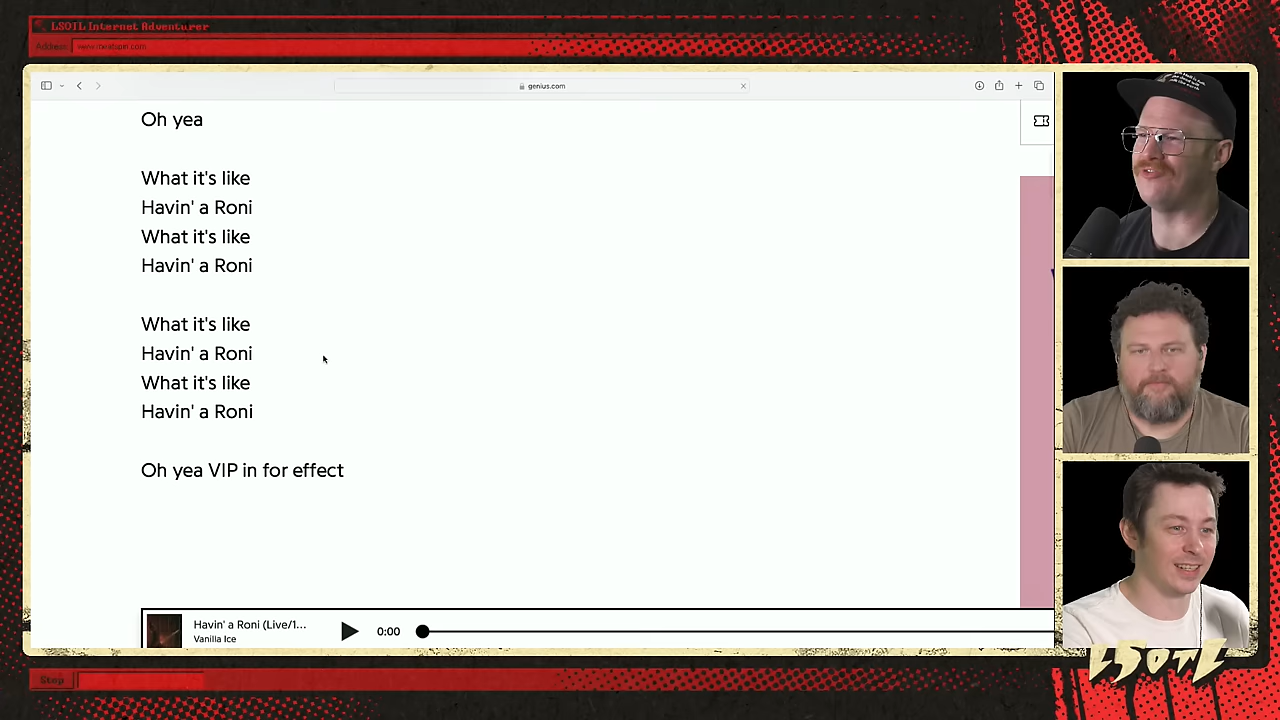 LSOTL Internet Adventurer
Address:
genius.com
Oh yea
What it's like
Havin' a Roni
What it's like
Havin' a Roni
What it's like
Havin' a Roni
What it's like
Havin' a Roni
Oh yea VIP in for effect
Havin' a Roni (Live/1...
Vanilla Ice
0:00
LSOTL
Stop